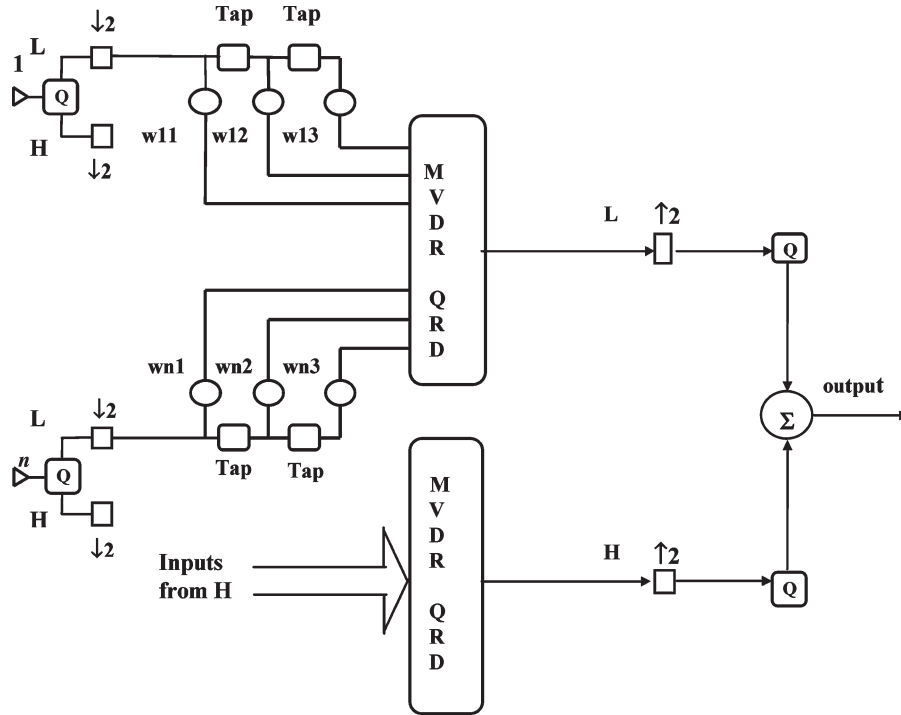 Tap Tap
↓2
L
1
Q
H
↓2
w11 w12 w13
M
V
D
R
Q
R
D
L ↑2
Q
wn1 wn2 wn3
↓2
L
n
Q
H
↓2
Tap Tap
output
Σ
M
V
D
R
Q
R
D
Inputs
from H
H ↑2
Q